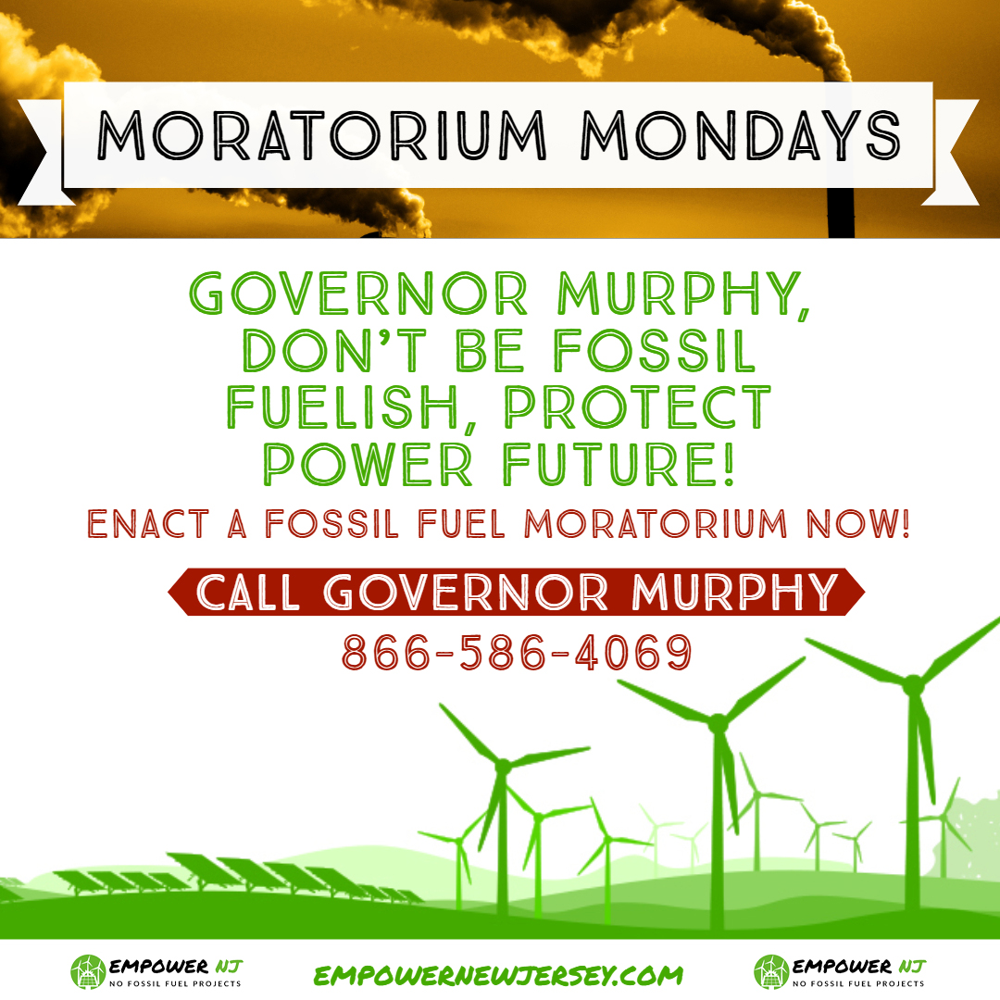 MORATORIUM MONDAYS
GOVERNOR MURPHY,
DON'T BE FOSSIL
FUELISH, PROTECT
POWER FUTURE!
ENACT A FOSSIL FUEL MORATORIUM NOW!
CALL GOVERNOR MURPHY
866-586-4069
EMPOWER NJ
NO FOSSIL FUEL PROJECTS
EMPOWERNEWJERSEY.COM
EMPOWER NJ
NO FOSSIL FUEL PROJECTS